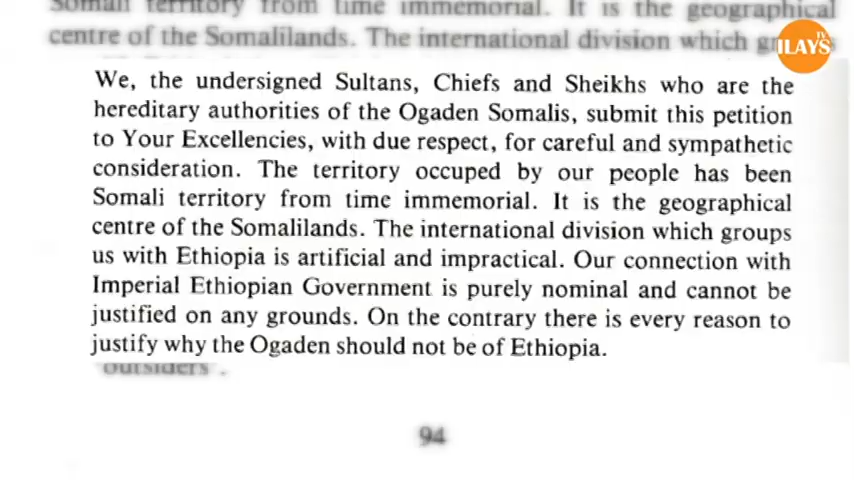 Somali territory from time immemorial. It is the geographical
centre of the Somalilands. The international division which
TV
ILAYS
We, the undersigned Sultans, Chiefs and Sheikhs who are the
hereditary authorities of the Ogaden Somalis, submit this petition
to Your Excellencies, with due respect, for careful and sympathetic
consideration. The territory occuped by our people has been
Somali territory from time immemorial. It is the geographical
centre of the Somalilands. The international division which groups
us with Ethiopia is artificial and impractical. Our connection with
Imperial Ethiopian Government is purely nominal and cannot be
justified on any grounds. On the contrary there is every reason to
justify why the Ogaden should not be of Ethiopia.
outsiders'.
94